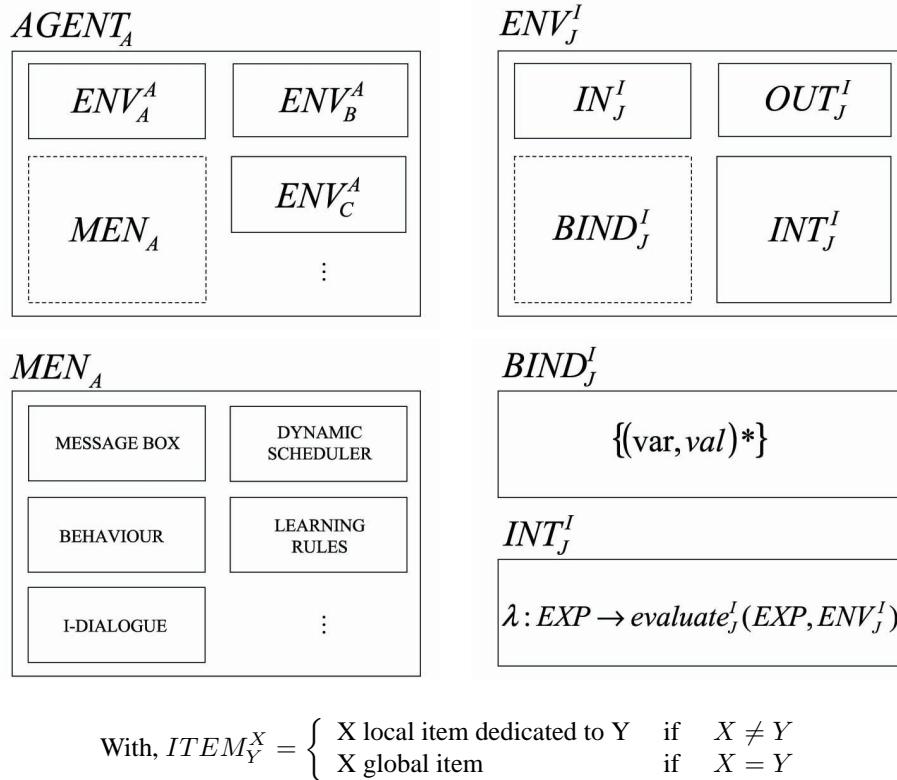 AGENT_A
ENV_A^A
ENV_B^A
MEN_A
ENV_C^A
⋮
ENV_J^I
IN_J^I
OUT_J^I
BIND_J^I
INT_J^I
MEN_A
MESSAGE BOX
DYNAMIC
SCHEDULER
BEHAVIOUR
LEARNING
RULES
I-DIALOGUE
⋮
BIND_J^I
{(var, val)*}
INT_J^I
λ : EXP → evaluate_J^I(EXP, ENV_J^I)
With, ITEM_Y^X = { X local item dedicated to Y if X ≠ Y
X global item if X = Y